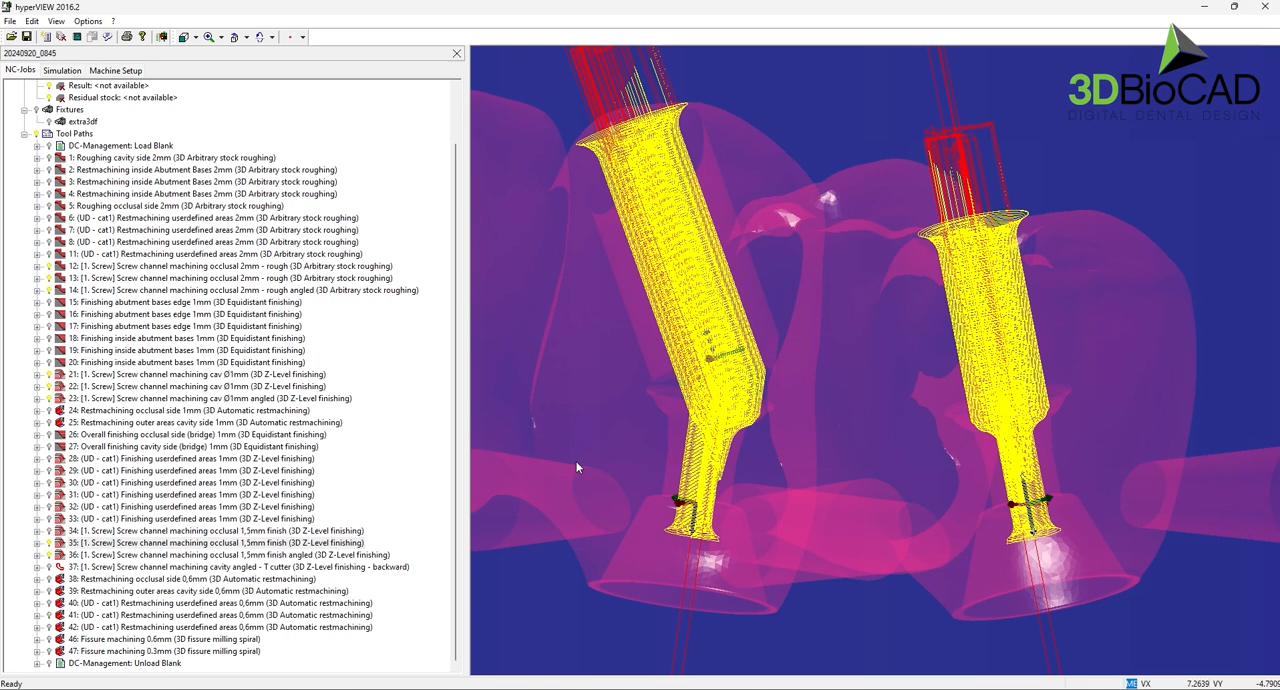 hyperVIEW 2016.2
File Edit View Options ?
20240920_0845
NC-Jobs Simulation Machine Setup
Result: <not available>
Residual stock: <not available>
Fixtures
extra3df
Tool Paths
DC-Management: Load Blank
1: Roughing cavity side 2mm (3D Arbitrary stock roughing)
2: Restmachining inside Abutment Bases 2mm (3D Arbitrary stock roughing)
3: Restmachining inside Abutment Bases 2mm (3D Arbitrary stock roughing)
4: Restmachining inside Abutment Bases 2mm (3D Arbitrary stock roughing)
5: Roughing occlusal side 2mm (3D Arbitrary stock roughing)
6: (UD - cat1) Restmachining userdefined areas 2mm (3D Arbitrary stock roughing)
7: (UD - cat1) Restmachining userdefined areas 2mm (3D Arbitrary stock roughing)
8: (UD - cat1) Restmachining userdefined areas 2mm (3D Arbitrary stock roughing)
11: (UD - cat1) Restmachining userdefined areas 2mm (3D Arbitrary stock roughing)
12: [1. Screw] Screw channel machining occlusal 2mm - rough (3D Arbitrary stock roughing)
13: [1. Screw] Screw channel machining occlusal 2mm - rough (3D Arbitrary stock roughing)
14: [1. Screw] Screw channel machining occlusal 2mm - rough angled (3D Arbitrary stock roughing)
15: Finishing abutment bases edge 1mm (3D Equidistant finishing)
16: Finishing abutment bases edge 1mm (3D Equidistant finishing)
17: Finishing abutment bases edge 1mm (3D Equidistant finishing)
18: Finishing inside abutment bases 1mm (3D Equidistant finishing)
19: Finishing inside abutment bases 1mm (3D Equidistant finishing)
20: Finishing inside abutment bases 1mm (3D Equidistant finishing)
21: [1. Screw] Screw channel machining cav Ø1mm (3D Z-Level finishing)
22: [1. Screw] Screw channel machining cav Ø1mm (3D Z-Level finishing)
23: [1. Screw] Screw channel machining cav Ø1mm angled (3D Z-Level finishing)
24: Restmachining occlusal side 1mm (3D Automatic restmachining)
25: Restmachining outer areas cavity side 1mm (3D Automatic restmachining)
26: Overall finishing occlusal side (bridge) 1mm (3D Equidistant finishing)
27: Overall finishing cavity side (bridge) 1mm (3D Equidistant finishing)
28: (UD - cat1) Finishing userdefined areas 1mm (3D Z-Level finishing)
29: (UD - cat1) Finishing userdefined areas 1mm (3D Z-Level finishing)
30: (UD - cat1) Finishing userdefined areas 1mm (3D Z-Level finishing)
31: (UD - cat1) Finishing userdefined areas 1mm (3D Z-Level finishing)
32: (UD - cat1) Finishing userdefined areas 1mm (3D Z-Level finishing)
33: (UD - cat1) Finishing userdefined areas 1mm (3D Z-Level finishing)
34: [1. Screw] Screw channel machining occlusal 1,5mm finish (3D Z-Level finishing)
35: [1. Screw] Screw channel machining occlusal 1,5mm finish (3D Z-Level finishing)
36: [1. Screw] Screw channel machining occlusal 1,5mm finish angled (3D Z-Level finishing)
37: [1. Screw] Screw channel machining cavity angled - T cutter (3D Z-Level finishing - backward)
38: Restmachining occlusal side 0,6mm (3D Automatic restmachining)
39: Restmachining outer areas cavity side 0,6mm (3D Automatic restmachining)
40: (UD - cat1) Restmachining userdefined areas 0,6mm (3D Automatic restmachining)
41: (UD - cat1) Restmachining userdefined areas 0,6mm (3D Automatic restmachining)
42: (UD - cat1) Restmachining userdefined areas 0,6mm (3D Automatic restmachining)
46: Fissure machining 0.6mm (3D fissure milling spiral)
47: Fissure machining 0.3mm (3D fissure milling spiral)
DC-Management: Unload Blank
3DBioCAD
DIGITAL DENTAL DESIGN
Ready
VX 7.2639 VY -4.7909